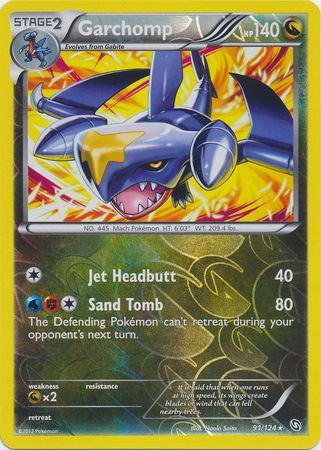 STAGE2
Garchomp
HP140
Evolves from Gabite
NO. 445 Mach Pokémon HT: 6'03" WT: 209.4 lbs.
Jet Headbutt 40
Sand Tomb 80
The Defending Pokémon can't retreat during your
opponent's next turn.
weakness
resistance
×2
retreat
It is said that when one runs
at high speed, its wings create
blades of wind that can fell
nearby trees.
©2012 Pokémon
Illus. Naoki Saito
91/124★